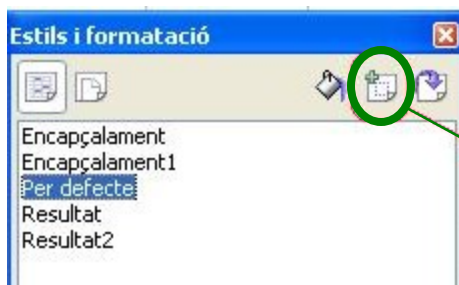 Estils i formatació
Encapçalament
Encapçalament1
Per defecte
Resultat
Resultat2